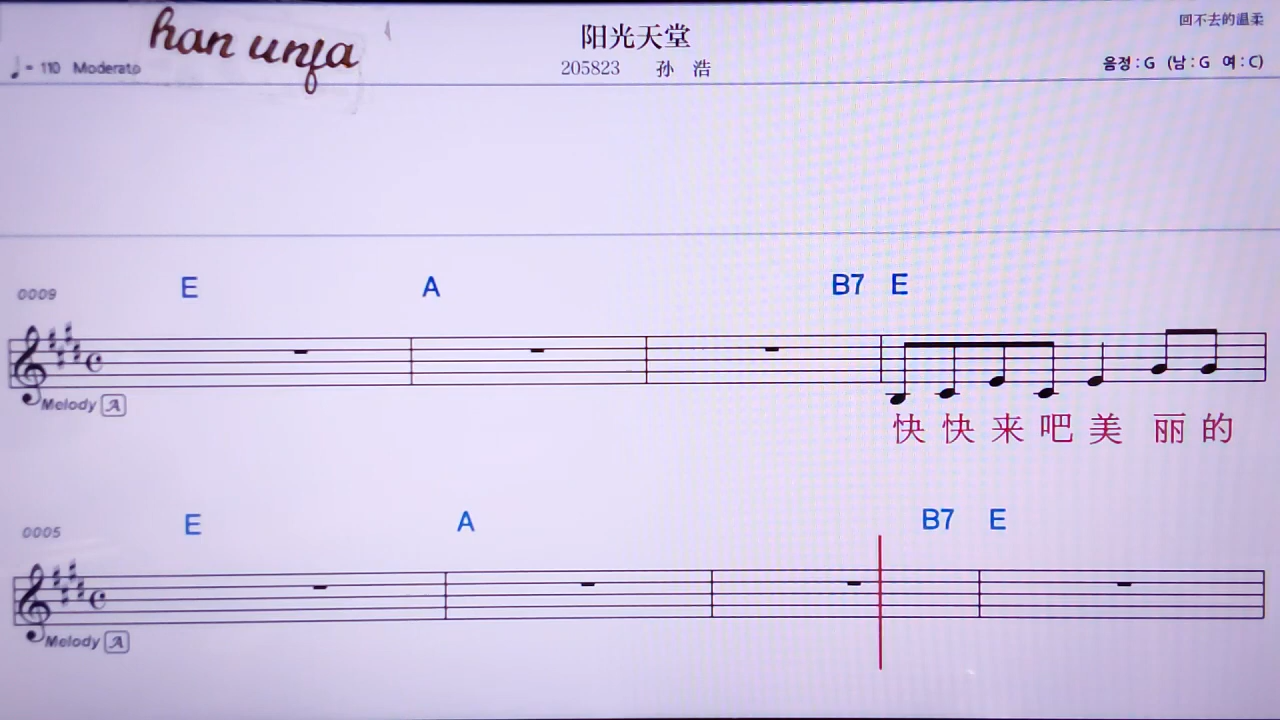 han unfa
阳光天堂
回不去的温柔
♩= 110 Moderato
205823 孙 浩
음정 : G (남 : G 여 : C)
0009 E A B7 E
Melody A
快 快 来 吧 美 丽 的
0005 E A B7 E
Melody A